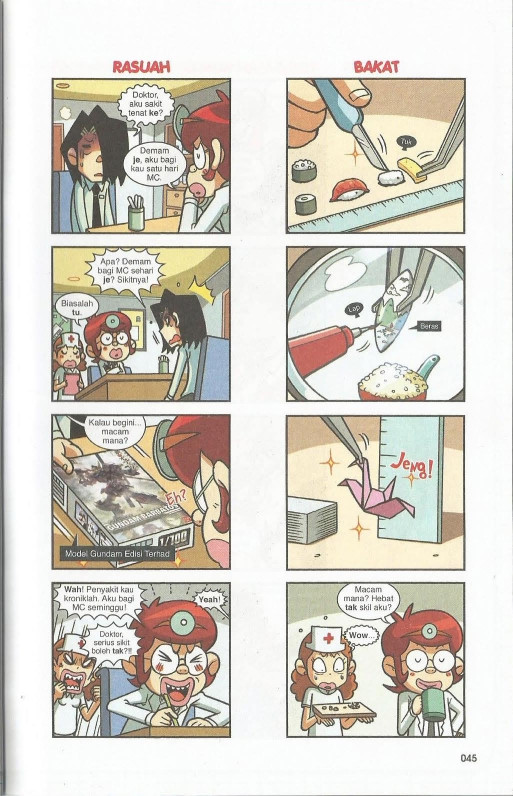 RASUAH
Doktor,
aku sakit
tenat ke?
Demam
je, aku bagi
kau satu hari
MC.
Apa? Demam
bagi MC sehari
je? Sikitnya!
Biasalah
tu.
Kalau begini...
macam
mana?
Eh?
GUNDAM BARBATOS
1/100
Model Gundam Edisi Terhad
Wah! Penyakit kau
kroniklah. Aku bagi
MC seminggu!
Yeah!
Doktor,
serius sikit
boleh tak?!!
BAKAT
Tuk
Lap
Beras
Jeng!
Macam
mana? Hebat
tak skil aku?
Wow...
045